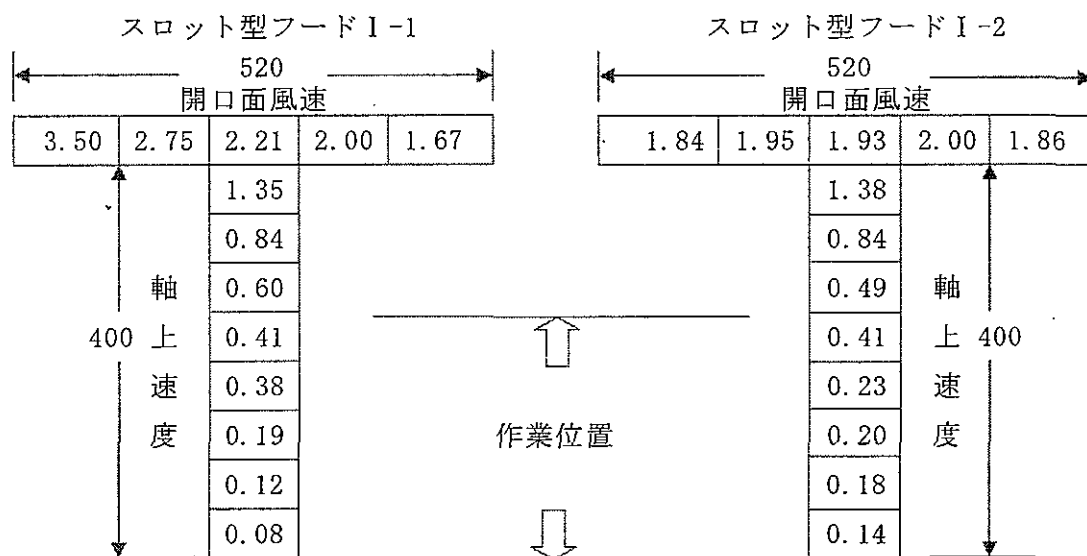 スロット型フードI-1 スロット型フードI-2
520 520
開口面風速 開口面風速
3.50 2.75 2.21 2.00 1.67 1.84 1.95 1.93 2.00 1.86
1.35 1.38
0.84 0.84
軸 0.60 0.49 軸
400 上 0.41 0.41 上 400
速 0.38 0.23 速
度 0.19 作業位置 0.20 度
0.12 0.18
0.08 0.14